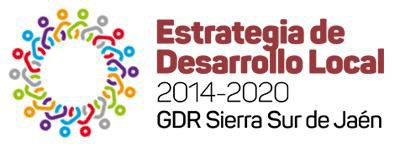 Estrategia de
Desarrollo Local
2014-2020
GDR Sierra Sur de Jaén